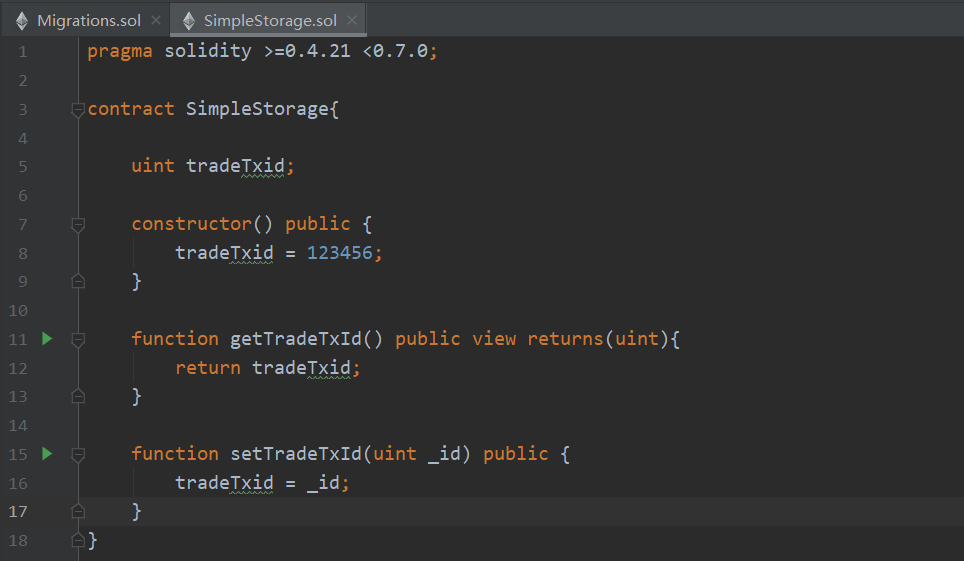 Migrations.sol × SimpleStorage.sol ×
1 pragma solidity >=0.4.21 <0.7.0;
2
3 contract SimpleStorage{
4
5     uint tradeTxid;
6
7     constructor() public {
8         tradeTxid = 123456;
9     }
10
11     function getTradeTxId() public view returns(uint){
12         return tradeTxid;
13     }
14
15     function setTradeTxId(uint _id) public {
16         tradeTxid = _id;
17     }
18 }